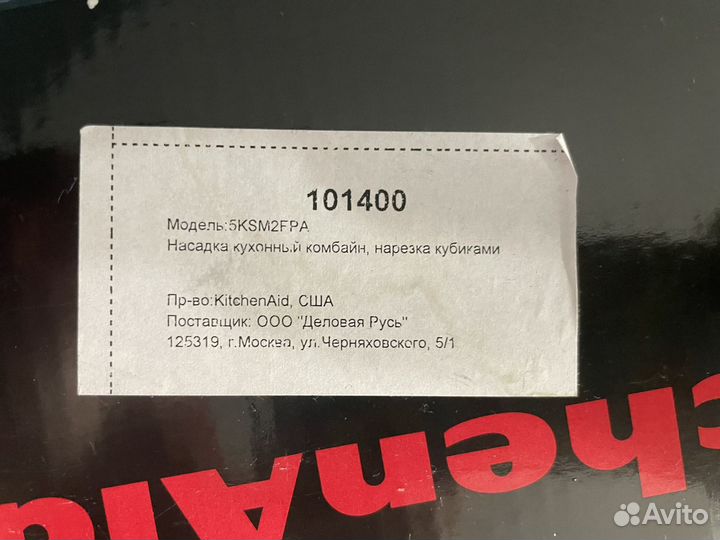 101400
Модель:5KSM2FPA
Насадка кухонный комбайн, нарезка кубиками
Пр-во:KitchenAid, США
Поставщик: ООО "Деловая Русь"
125319, г.Москва, ул.Черняховского, 5/1
chenAid
Avito